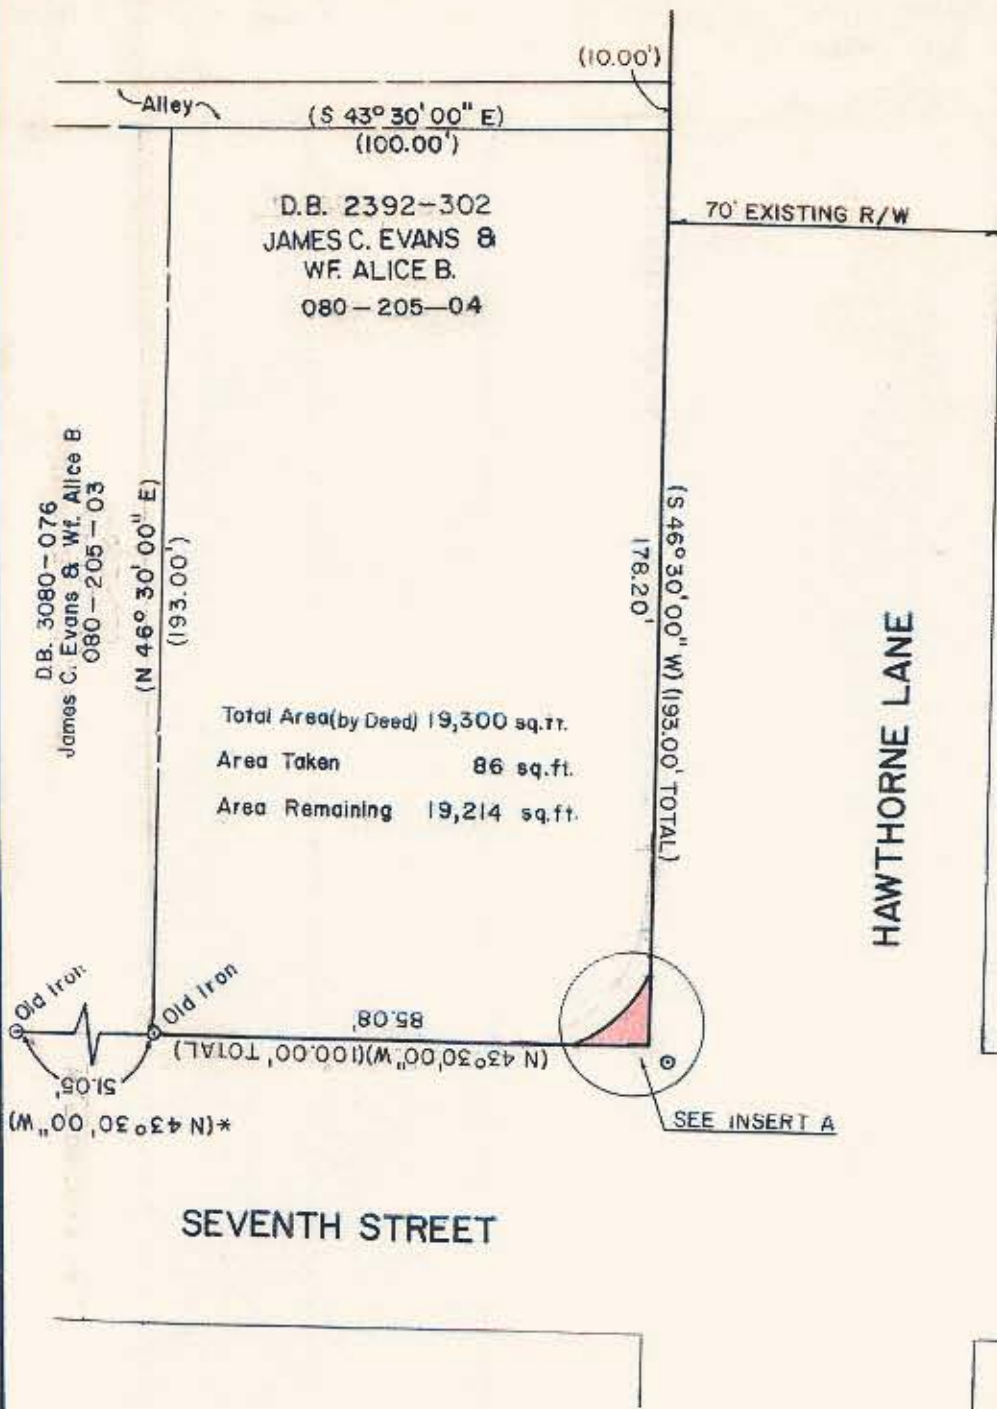 (10.00')
Alley
(S 43° 30' 00" E)
(100.00')
D.B. 2392-302
JAMES C. EVANS &
WF. ALICE B.
080-205-04
70' EXISTING R/W
D.B. 3080-076
James C. Evans & Wf. Alice B.
080-205-03
(N 46° 30' 00" E)
(193.00')
178.20'
(S 46° 30' 00" W) (193.00' TOTAL)
HAWTHORNE LANE
Total Area (by Deed) 19,300 sq.ft.
Area Taken 86 sq.ft.
Area Remaining 19,214 sq.ft.
Old Iron
Old Iron
85.08'
(N 43° 30' 00" W)(100.00' TOTAL)
51.05'
*(N 43° 30' 00" W)
SEE INSERT A
SEVENTH STREET